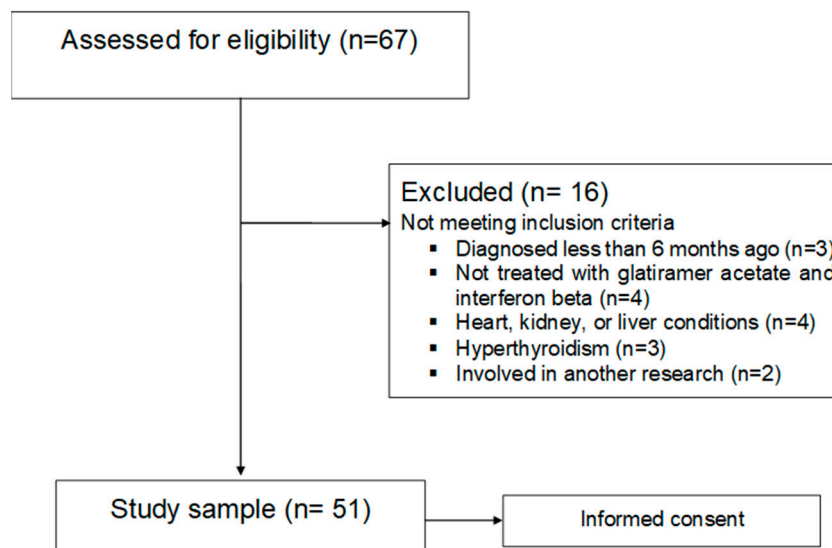 Assessed for eligibility (n=67)
Excluded (n= 16)
Not meeting inclusion criteria
▪ Diagnosed less than 6 months ago (n=3)
▪ Not treated with glatiramer acetate and
interferon beta (n=4)
▪ Heart, kidney, or liver conditions (n=4)
▪ Hyperthyroidism (n=3)
▪ Involved in another research (n=2)
Study sample (n= 51)
Informed consent